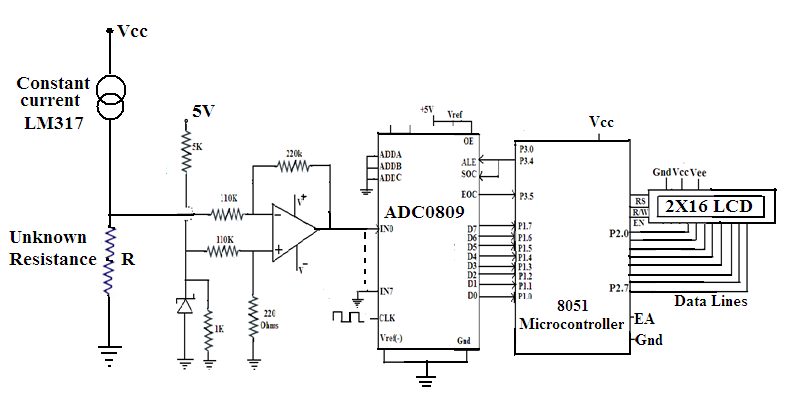 Vcc
Constant
current
LM317
5V
5K
220k
110K
110K
V+
V-
220
Ohms
1K
Unknown
Resistance
R
+5V
Vref
OE
ADDA
ADDB
ADDC
ALE
SOC
EOC
ADC0809
IN0
IN7
CLK
Vref(-)
Gnd
D7
D6
D5
D4
D3
D2
D1
D0
Vcc
P3.0
P3.4
P3.5
P1.7
P1.6
P1.5
P1.4
P1.3
P1.2
P1.1
P1.0
8051
Microcontroller
P2.0
P2.7
EA
Gnd
Gnd Vcc Vee
RS
R/W
EN
2X16 LCD
Data Lines